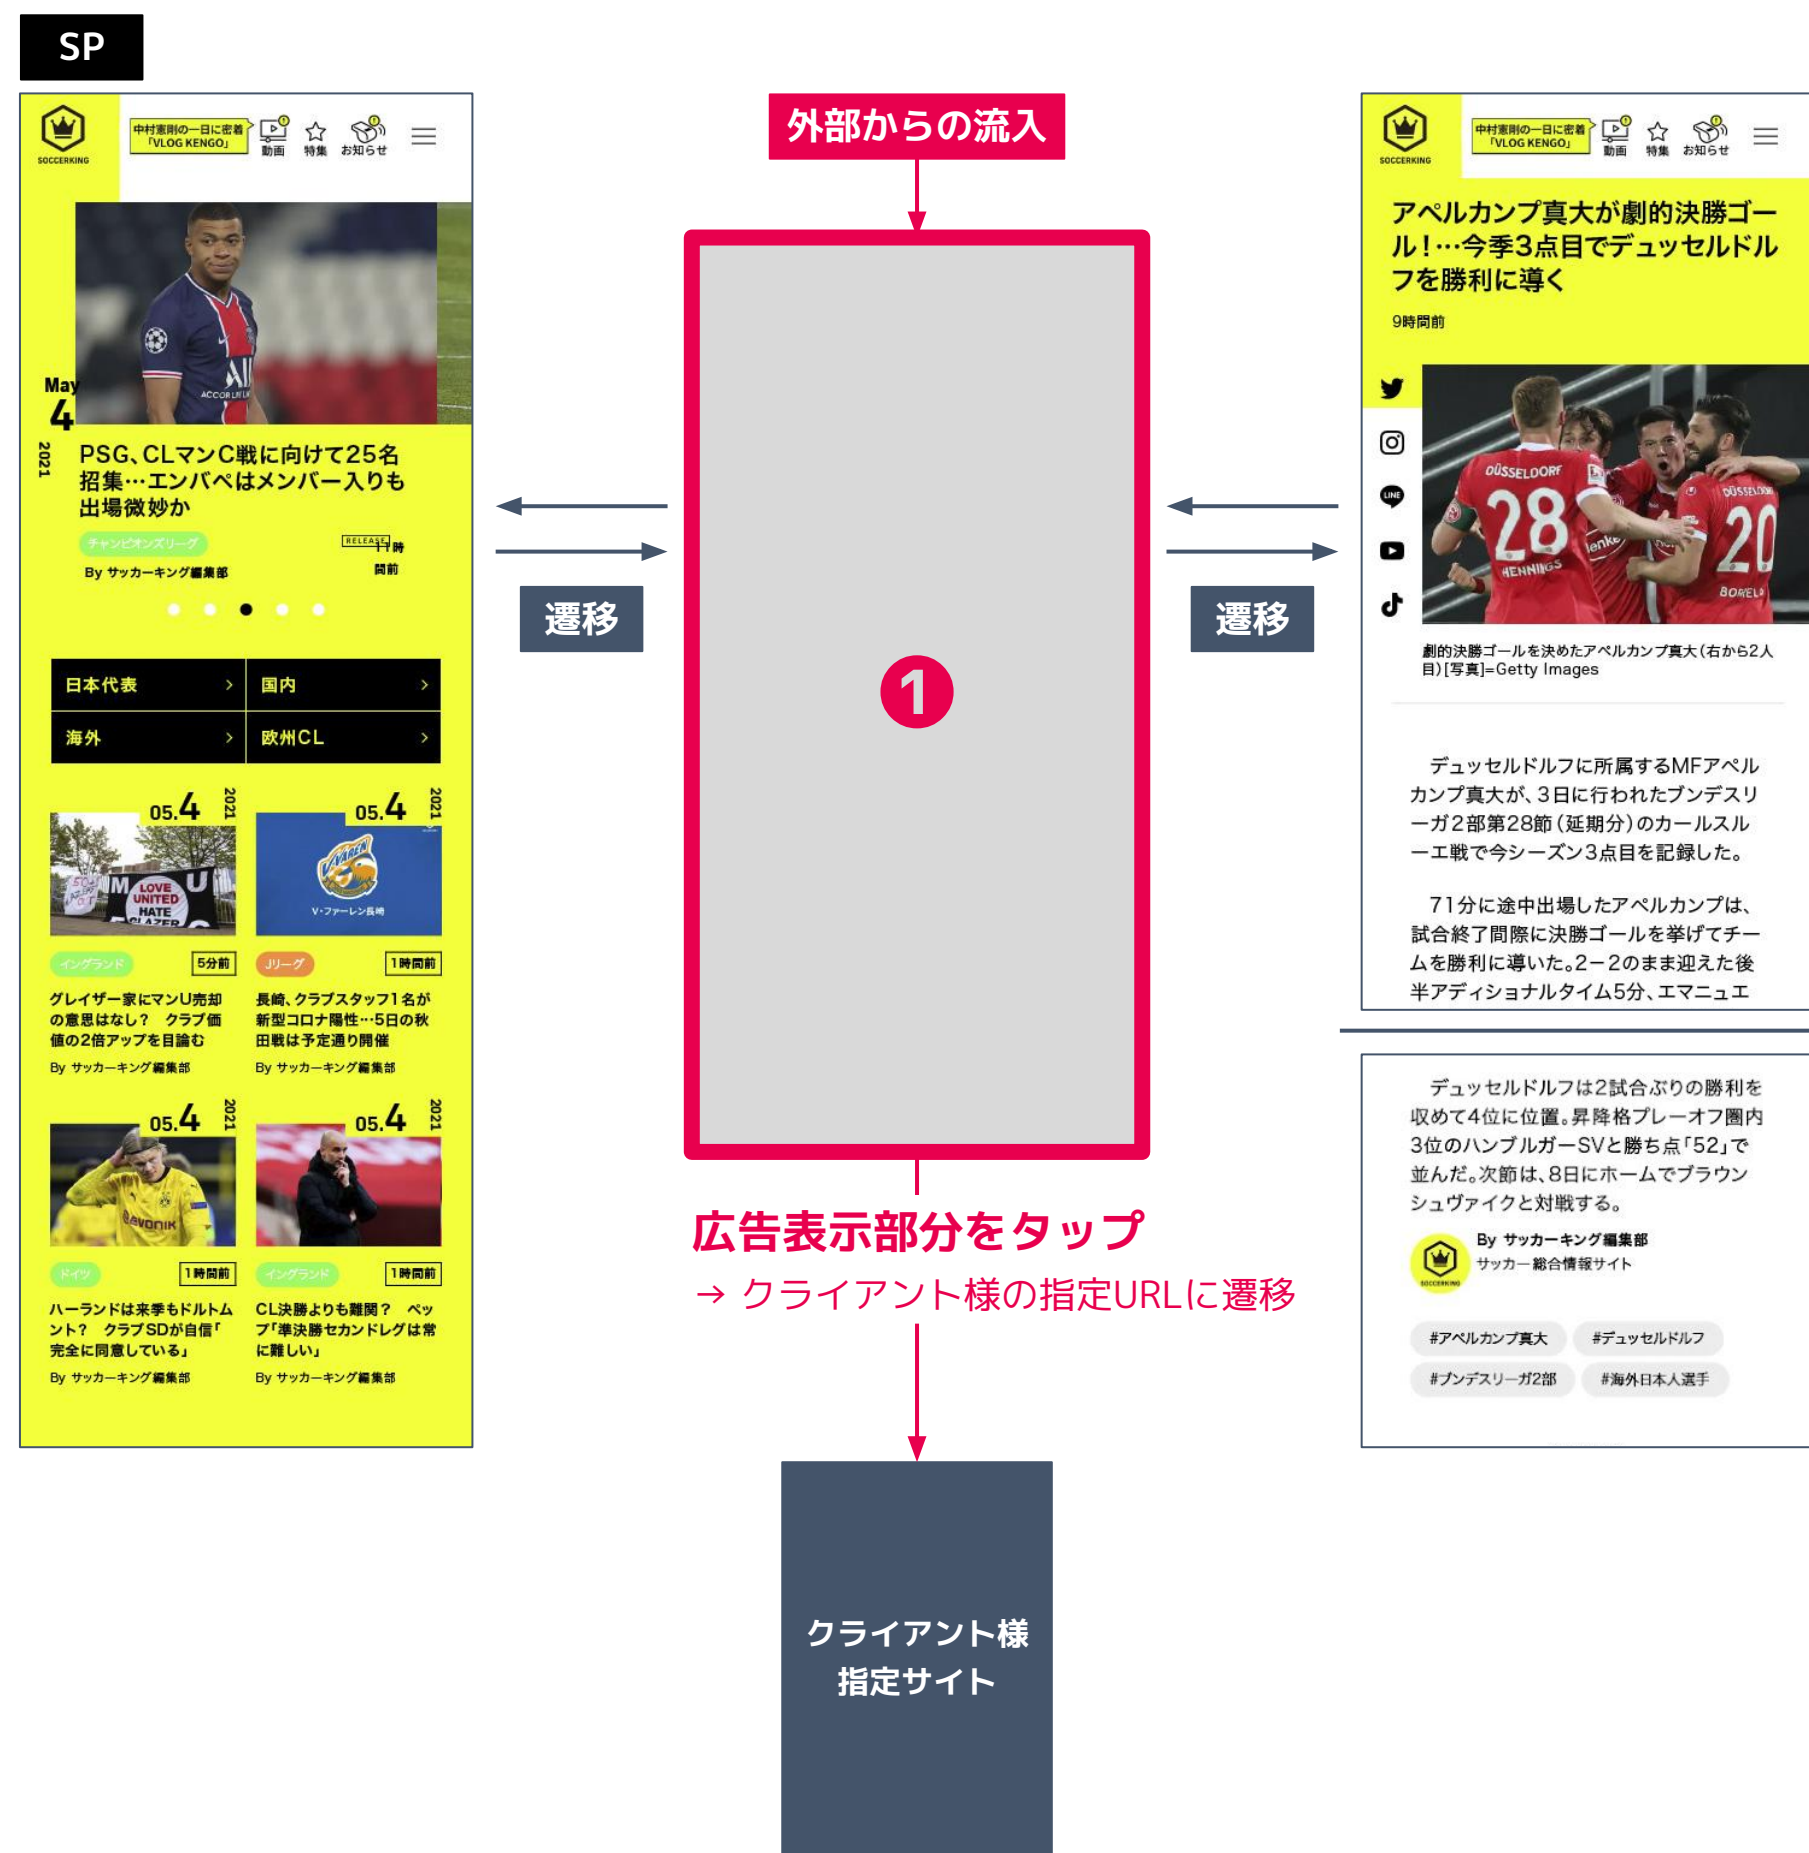 SP
SOCCERKING
中村憲剛の一日に密着
「VLOG KENGO」
動画
特集
お知らせ
May
4
2021
ACCOR LIVE
PSG、CLマンC戦に向けて25名
招集…エンバペはメンバー入りも
出場微妙か
チャンピオンズリーグ
RELEASE
11時
間前
By サッカーキング編集部
日本代表
国内
海外
欧州CL
05.4
2021
LOVE
UNITED
HATE
GLAZER
イングランド
5分前
グレイザー家にマンU売却
の意思はなし？　クラブ価
値の2倍アップを目論む
By サッカーキング編集部
05.4
2021
V・ファーレン長崎
Jリーグ
1時間前
長崎、クラブスタッフ1名が
新型コロナ陽性…5日の秋
田戦は予定通り開催
By サッカーキング編集部
05.4
2021
EVONIK
ドイツ
1時間前
ハーランドは来季もドルトム
ント？　クラブSDが自信「
完全に同意している」
By サッカーキング編集部
05.4
2021
イングランド
1時間前
CL決勝よりも難関？　ペッ
プ「準決勝セカンドレグは常
に難しい」
By サッカーキング編集部
外部からの流入
遷移
1
遷移
広告表示部分をタップ
→ クライアント様の指定URLに遷移
クライアント様
指定サイト
SOCCERKING
中村憲剛の一日に密着
「VLOG KENGO」
動画
特集
お知らせ
アペルカンプ真大が劇的決勝ゴー
ル！…今季3点目でデュッセルドル
フを勝利に導く
9時間前
LINE
DÜSSELDORF
28
HENNINGS
20
劇的決勝ゴールを決めたアペルカンプ真大（右から2人
目）[写真]=Getty Images
デュッセルドルフに所属するMFアペル
カンプ真大が、3日に行われたブンデスリ
ーガ2部第28節（延期分）のカールスル
ーエ戦で今シーズン3点目を記録した。
71分に途中出場したアペルカンプは、
試合終了間際に決勝ゴールを挙げてチー
ムを勝利に導いた。2－2のまま迎えた後
半アディショナルタイム5分、エマニュエ
デュッセルドルフは2試合ぶりの勝利を
収めて4位に位置。昇降格プレーオフ圏内
3位のハンブルガーSVと勝ち点「52」で
並んだ。次節は、8日にホームでブラウン
シュヴァイクと対戦する。
By サッカーキング編集部
サッカー総合情報サイト
SOCCERKING
#アペルカンプ真大
#デュッセルドルフ
#ブンデスリーガ2部
#海外日本人選手